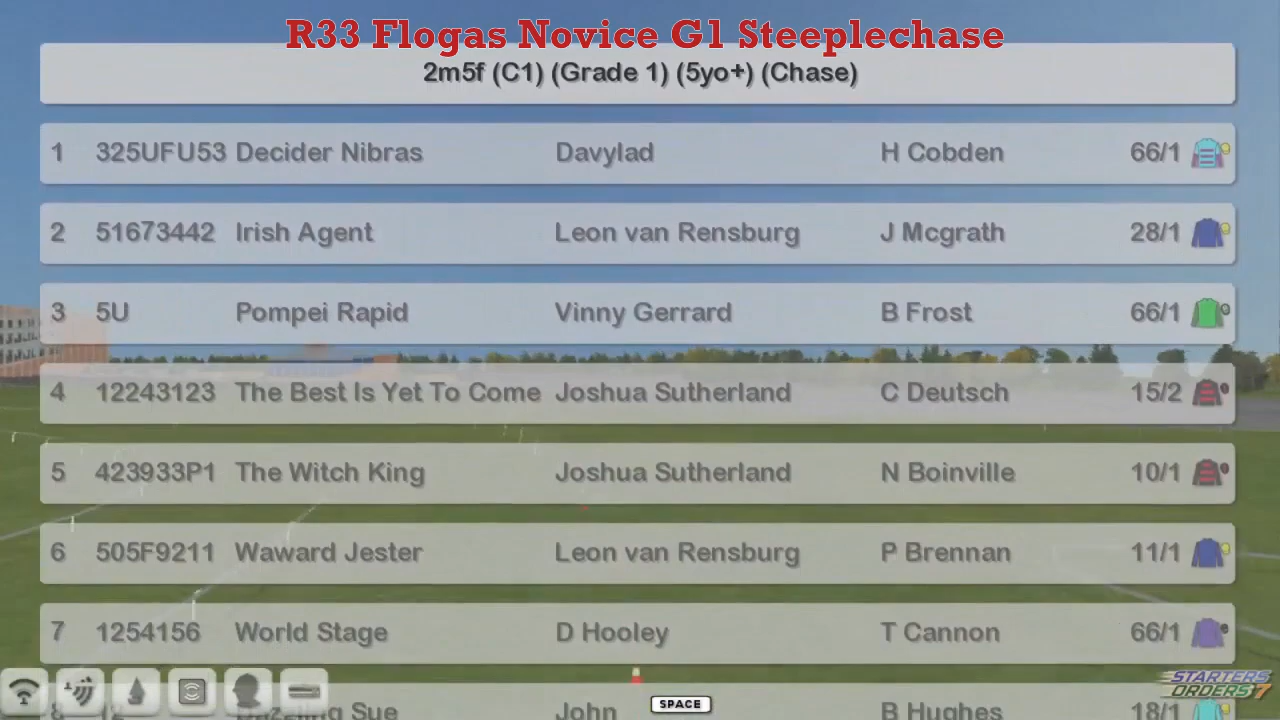 R33 Flogas Novice G1 Steeplechase
2m5f (C1) (Grade 1) (5yo+) (Chase)
1 325UFU53 Decider Nibras Davylad H Cobden 66/1
2 51673442 Irish Agent Leon van Rensburg J Mcgrath 28/1
3 5U Pompei Rapid Vinny Gerrard B Frost 66/1
4 12243123 The Best Is Yet To Come Joshua Sutherland C Deutsch 15/2
5 423933P1 The Witch King Joshua Sutherland N Boinville 10/1
6 505F9211 Waward Jester Leon van Rensburg P Brennan 11/1
7 1254156 World Stage D Hooley T Cannon 66/1
8 12 Dazzling Sue John B Hughes 18/1
SPACE
STARTERS ORDERS 7